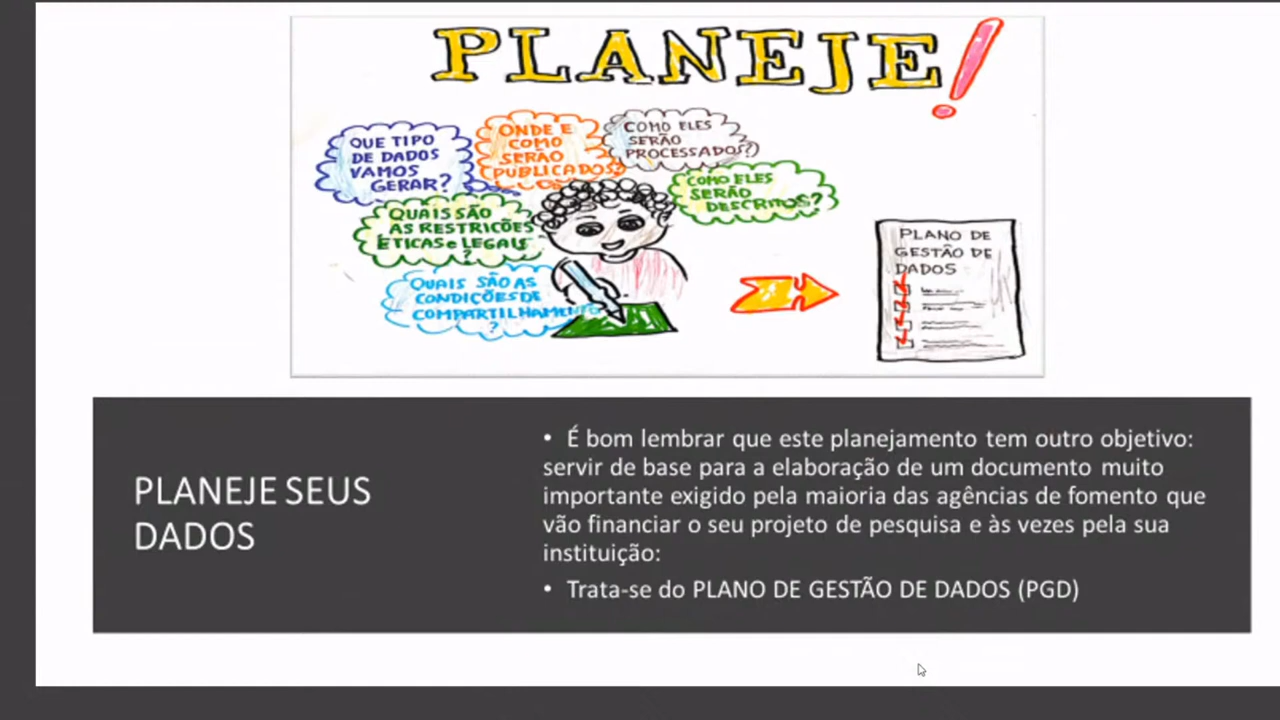 PLANEJE!
QUE TIPO
DE DADOS
VAMOS
GERAR?
ONDE E
COMO
SERÃO
PUBLICADOS?
COMO ELES
SERÃO
PROCESSADOS?
COMO ELES
SERÃO
DESCRITOS?
QUAIS SÃO
AS RESTRIÇÕES
ÉTICAS e LEGAIS
?
QUAIS SÃO AS
CONDIÇÕES DE
COMPARTILHAMENTO
?
PLANO DE
GESTÃO DE
DADOS
PLANEJE SEUS
DADOS
• É bom lembrar que este planejamento tem outro objetivo:
servir de base para a elaboração de um documento muito
importante exigido pela maioria das agências de fomento que
vão financiar o seu projeto de pesquisa e às vezes pela sua
instituição:
• Trata-se do PLANO DE GESTÃO DE DADOS (PGD)